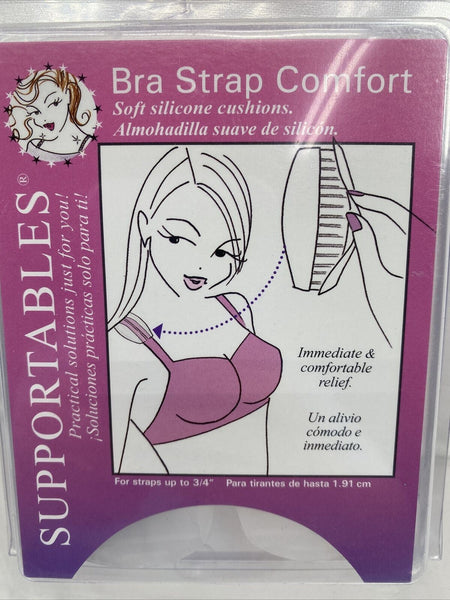 Bra Strap Comfort
Soft silicone cushions.
Almohadilla suave de silicón.
SUPPORTABLES®
Practical solutions just for you!
¡Soluciones prácticas solo para ti!
Immediate &
comfortable
relief.
Un alivio
cómodo e
inmediato.
For straps up to 3/4" Para tirantes de hasta 1.91 cm